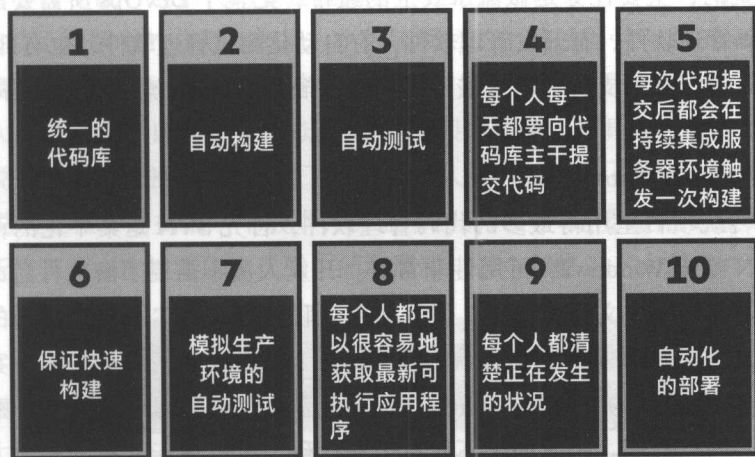 1
统一的
代码库
2
自动构建
3
自动测试
4
每个人每一
天都要向代
码库主干提
交代码
5
每次代码提
交后都会在
持续集成服
务器环境触
发一次构建
6
保证快速
构建
7
模拟生产
环境的
自动测试
8
每个人都可
以很容易地
获取最新可
执行应用程
序
9
每个人都清
楚正在发生
的状况
10
自动化
的部署